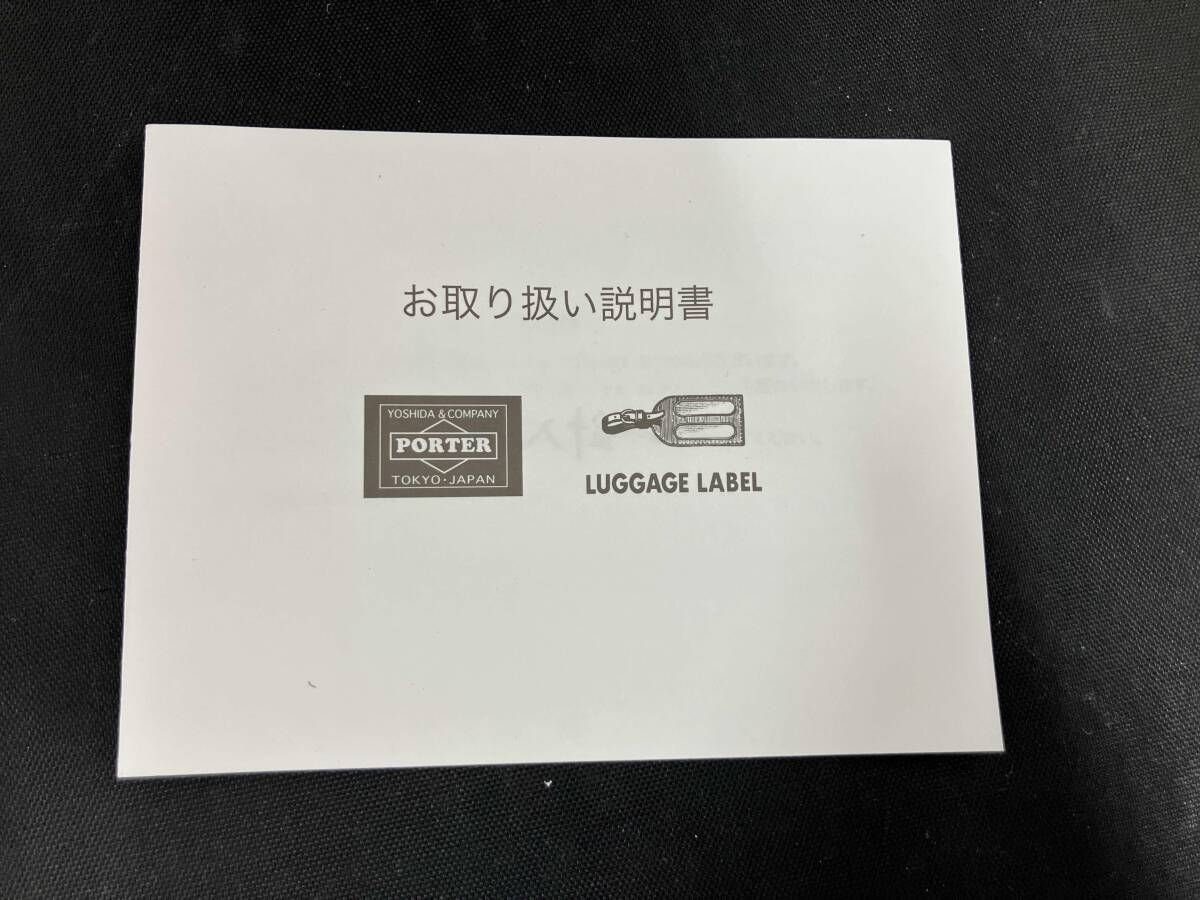 お取り扱い説明書
YOSHIDA & COMPANY
PORTER
TOKYO・JAPAN
LUGGAGE LABEL